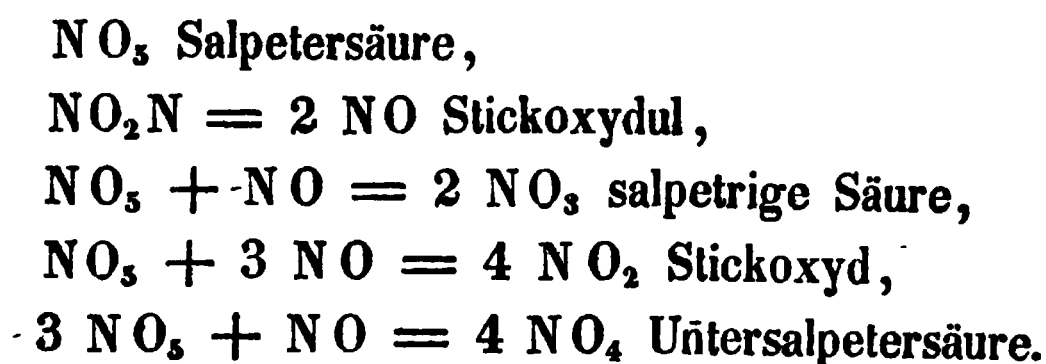 NO₅ Salpetersäure,
NO₂N = 2 NO Stickoxydul,
NO₅ + NO = 2 NO₃ salpetrige Säure,
NO₅ + 3 NO = 4 NO₂ Stickoxyd,
3 NO₅ + NO = 4 NO₄ Untersalpetersäure.